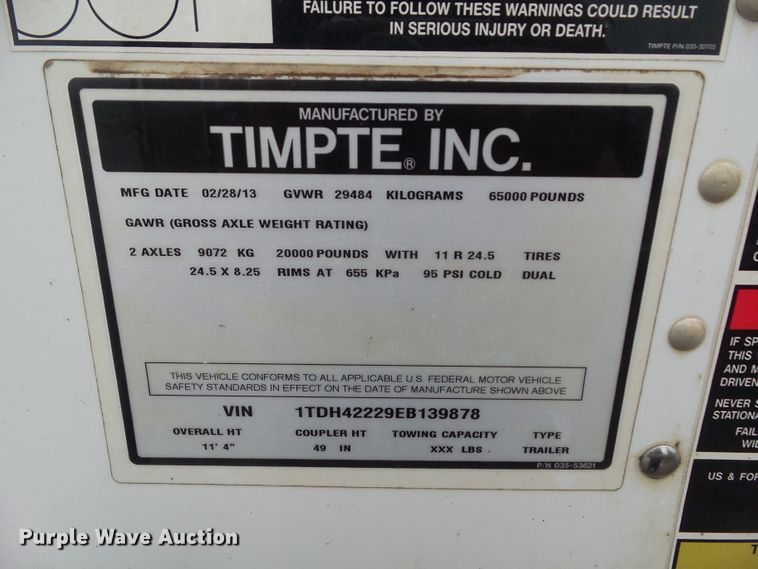 FAILURE TO FOLLOW THESE WARNINGS COULD RESULT
IN SERIOUS INJURY OR DEATH.
TIMPTE P/N 035-30705
MANUFACTURED BY
TIMPTE® INC.
MFG DATE 02/28/13 GVWR 29484 KILOGRAMS 65000 POUNDS
GAWR (GROSS AXLE WEIGHT RATING)
2 AXLES 9072 KG 20000 POUNDS WITH 11 R 24.5 TIRES
24.5 X 8.25 RIMS AT 655 KPa 95 PSI COLD DUAL
THIS VEHICLE CONFORMS TO ALL APPLICABLE U.S. FEDERAL MOTOR VEHICLE
SAFETY STANDARDS IN EFFECT ON THE DATE OF MANUFACTURE SHOWN ABOVE
VIN 1TDH42229EB139878
OVERALL HT COUPLER HT TOWING CAPACITY TYPE
11' 4" 49 IN XXX LBS TRAILER
P/N 035-53621
IF SP
THIS
AND M
DRIVEN
NEVER S
STATIONA
FAIL
WIL
US & FOR
Purple Wave Auction